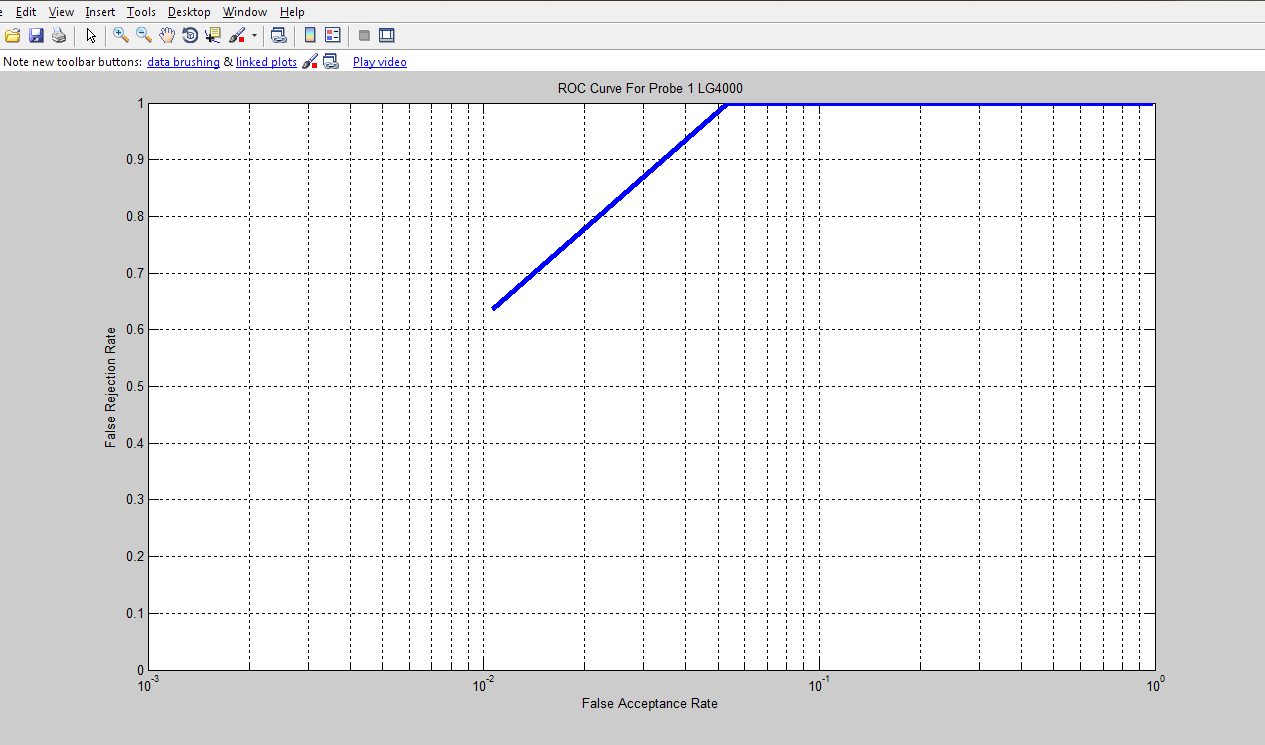 e Edit View Insert Tools Desktop Window Help
Note new toolbar buttons: data brushing & linked plots Play video
ROC Curve For Probe 1 LG4000
1
0.9
0.8
0.7
0.6
0.5
0.4
0.3
0.2
0.1
0
False Rejection Rate
10^-3 10^-2 10^-1 10^0
False Acceptance Rate